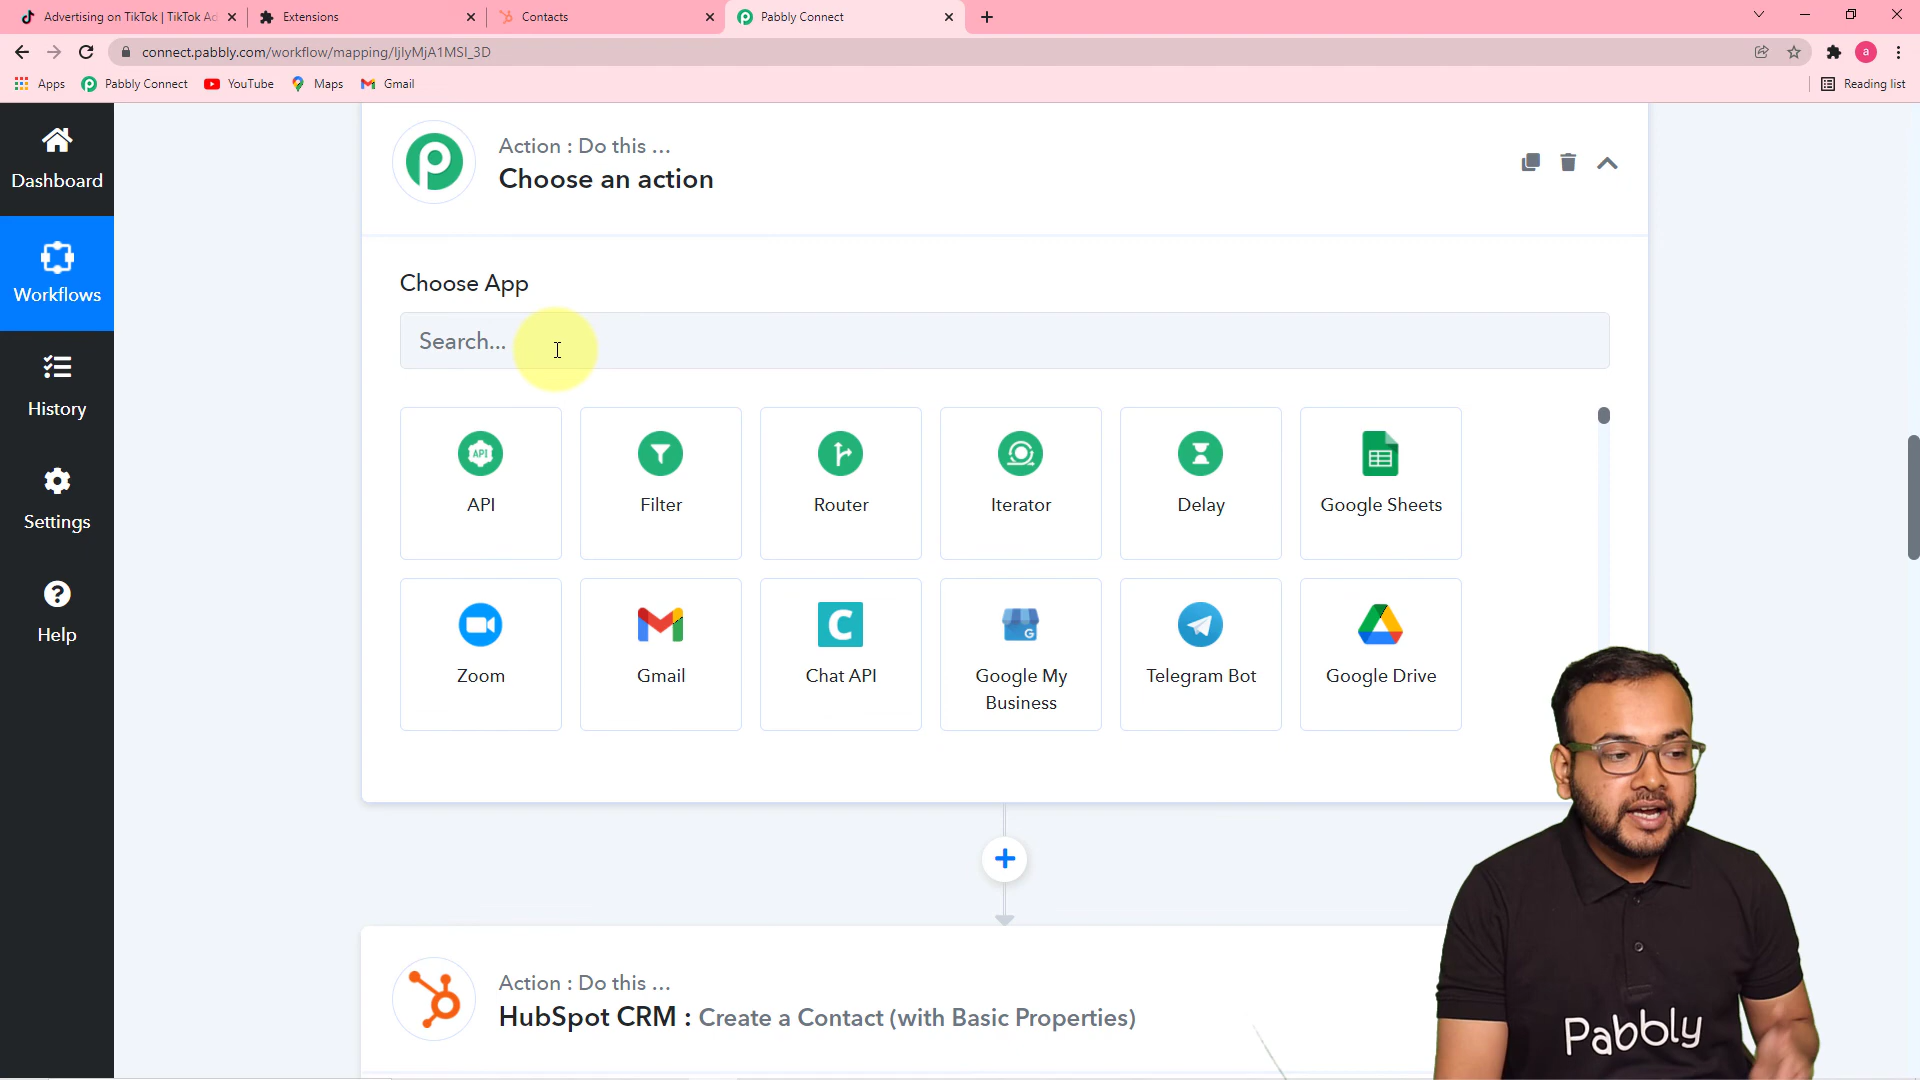 Advertising on TikTok | TikTok Ad
Extensions
Contacts
Pabbly Connect
connect.pabbly.com/workflow/mapping/IjIyMjA1MSI_3D
a
Apps
Pabbly Connect
YouTube
Maps
Gmail
Reading list
Dashboard
Workflows
History
Settings
Help
Action : Do this ...
Choose an action
Choose App
Search...
API
API
Filter
Router
Iterator
Delay
Google Sheets
Zoom
Gmail
Chat API
Google My
Business
Telegram Bot
Google Drive
Action : Do this ...
HubSpot CRM : Create a Contact (with Basic Properties)
Pabbly